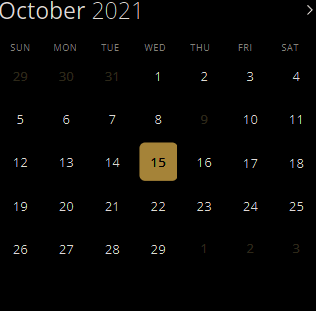 October 2021
SUN MON TUE WED THU FRI SAT
29 30 31 1 2 3 4
5 6 7 8 9 10 11
12 13 14 15 16 17 18
19 20 21 22 23 24 25
26 27 28 29 1 2 3